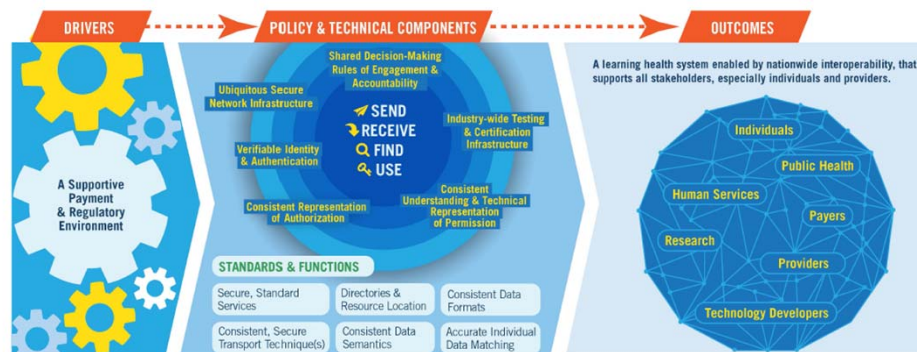 DRIVERS
POLICY & TECHNICAL COMPONENTS
OUTCOMES
A Supportive
Payment
& Regulatory
Environment
Shared Decision-Making
Rules of Engagement &
Accountability
Ubiquitous Secure
Network Infrastructure
SEND
RECEIVE
FIND
USE
Industry-wide Testing
& Certification
Infrastructure
Verifiable Identity
& Authentication
Consistent Representation
of Authorization
Consistent
Understanding & Technical
Representation
of Permission
STANDARDS & FUNCTIONS
Secure, Standard
Services
Directories &
Resource Location
Consistent Data
Formats
Consistent, Secure
Transport Technique(s)
Consistent Data
Semantics
Accurate Individual
Data Matching
A learning health system enabled by nationwide interoperability, that
supports all stakeholders, especially individuals and providers.
Individuals
Public Health
Human Services
Payers
Research
Providers
Technology Developers